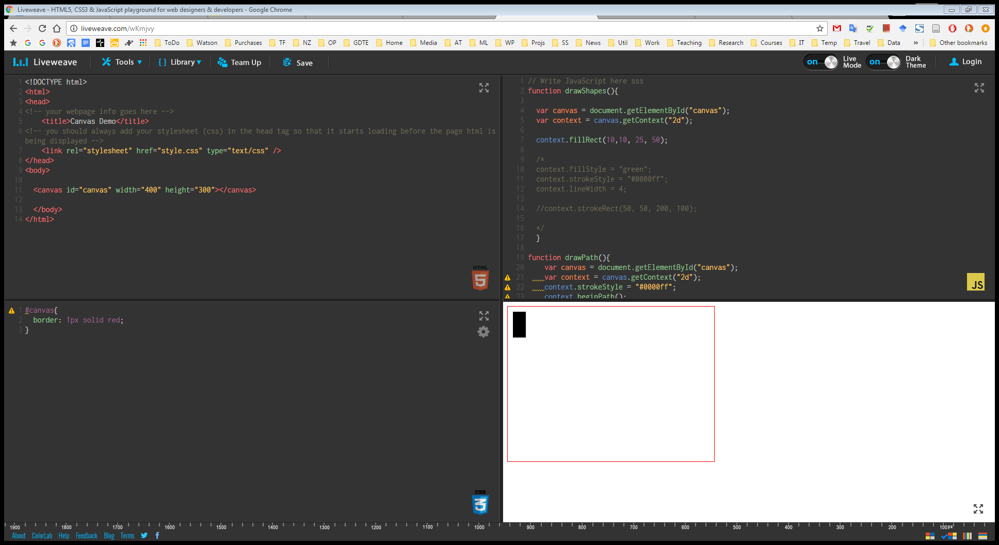 Liveweave - HTML5, CSS3 & JavaScript playground for web designers & developers - Google Chrome
liveweave.com/wKmjvy
ToDo Watson Purchases TF NZ OP GDTE Home Media AT ML WP Projs SS News Util Work Teaching Research Courses IT Temp Travel Data » Other bookmarks
Liveweave Tools ▼ { } Library ▼ Team Up Save on Live Mode on Dark Theme Login
1 <!DOCTYPE html>
2 <html>
3 <head>
4 <!-- your webpage info goes here -->
5 <title>Canvas Demo</title>
6 <!-- you should always add your stylesheet (css) in the head tag so that it starts loading before the page html is
being displayed -->
7 <link rel="stylesheet" href="style.css" type="text/css" />
8 </head>
9 <body>
10
11 <canvas id="canvas" width="400" height="300"></canvas>
12
13 </body>
14 </html>
HTML
5
1 // Write JavaScript here sss
2 function drawShapes(){
3
4 var canvas = document.getElementById("canvas");
5 var context = canvas.getContext("2d");
6
7 context.fillRect(10,10, 25, 50);
8
9 /*
10 context.fillStyle = "green";
11 context.strokeStyle = "#0000ff";
12 context.lineWidth = 4;
13
14 //context.strokeRect(50, 50, 200, 100);
15
16 */
17 }
18
19 function drawPath(){
20 var canvas = document.getElementById("canvas");
21 var context = canvas.getContext("2d");
22 context.strokeStyle = "#0000ff";
23 context.beginPath();
JS
1 #canvas{
2 border: 1px solid red;
3 }
CSS
3
1900 1800 1700 1600 1500 1400 1300 1200 1100 1000 900 800 700 600 500 400 300 200 100px
About ColorLab Help Feedback Blog Terms